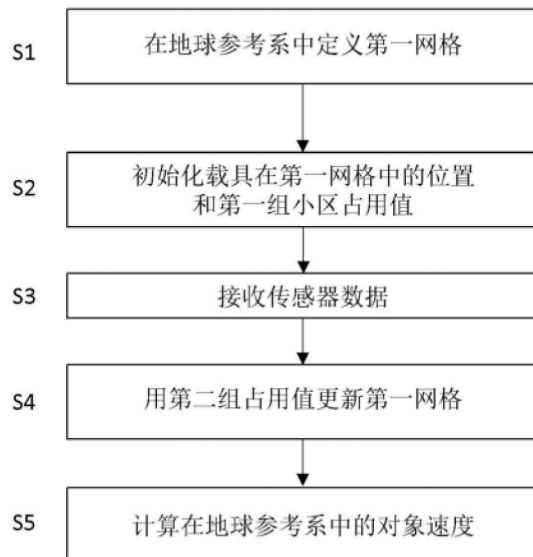 S1
在地球参考系中定义第一网格
S2
初始化载具在第一网格中的位置
和第一组小区占用值
S3
接收传感器数据
S4
用第二组占用值更新第一网格
S5
计算在地球参考系中的对象速度